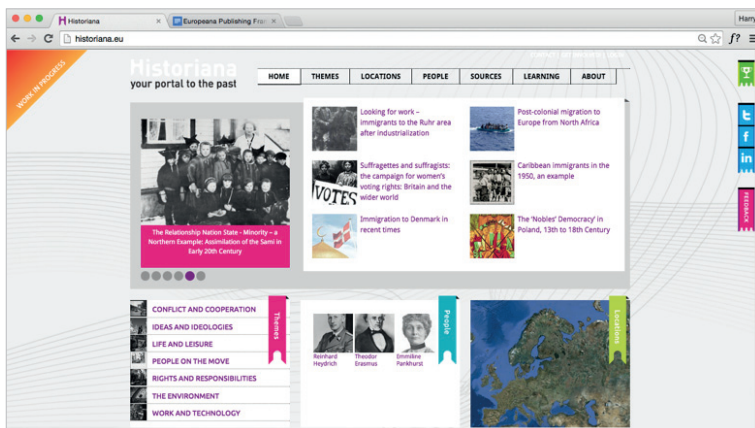 Historiana
Europeana Publishing Fra
Harry
historiana.eu
WORK IN PROGRESS
Historiana
your portal to the past
HOME
THEMES
LOCATIONS
PEOPLE
SOURCES
LEARNING
ABOUT
The Relationship Nation State - Minority – a
Northern Example: Assimilation of the Sami in
Early 20th Century
Looking for work –
immigrants to the Ruhr area
after industrialization
Post-colonial migration to
Europe from North Africa
VOTES
Suffragettes and suffragists:
the campaign for women's
voting rights: Britain and the
wider world
Caribbean immigrants in the
1950, an example
Immigration to Denmark in
recent times
The 'Nobles' Democracy' in
Poland, 13th to 18th Century
FEEDBACK
CONFLICT AND COOPERATION
IDEAS AND IDEOLOGIES
LIFE AND LEISURE
PEOPLE ON THE MOVE
RIGHTS AND RESPONSIBILITIES
THE ENVIRONMENT
WORK AND TECHNOLOGY
Themes
People
Reinhard
Heydrich
Theodor
Erasmus
Emmiline
Pankhurst
Locations